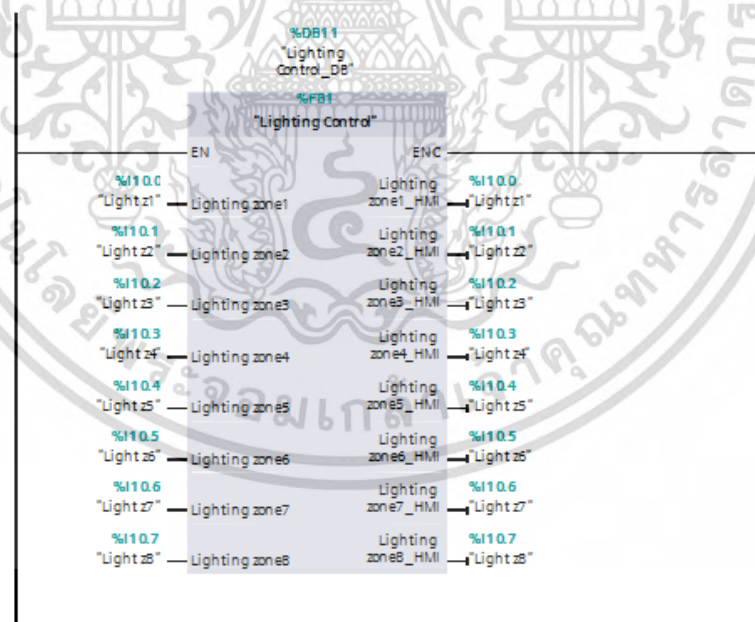 %DB11
"Lighting
Control_DB"
%FB1
"Lighting Control"
EN ENO
%I10.0 Lighting %I10.0
"Light z1" Lighting zone1 zone1_HMI "Light z1"
%I10.1 Lighting %I10.1
"Light z2" Lighting zone2 zone2_HMI "Light z2"
%I10.2 Lighting %I10.2
"Light z3" Lighting zone3 zone3_HMI "Light z3"
%I10.3 Lighting %I10.3
"Light z4" Lighting zone4 zone4_HMI "Light z4"
%I10.4 Lighting %I10.4
"Light z5" Lighting zone5 zone5_HMI "Light z5"
%I10.5 Lighting %I10.5
"Light z6" Lighting zone6 zone6_HMI "Light z6"
%I10.6 Lighting %I10.6
"Light z7" Lighting zone7 zone7_HMI "Light z7"
%I10.7 Lighting %I10.7
"Light z8" Lighting zone8 zone8_HMI "Light z8"